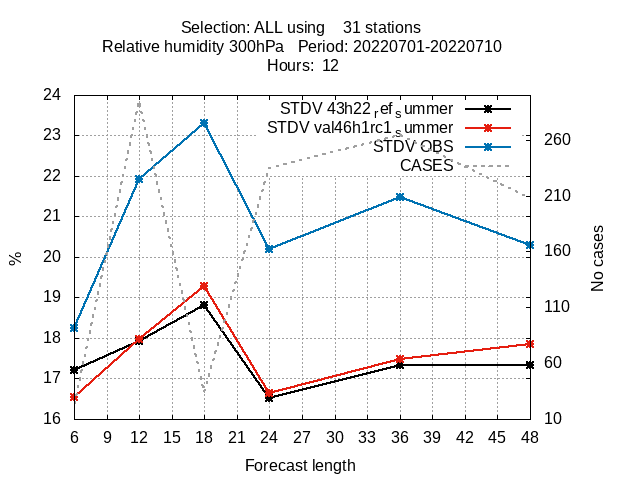 Selection: ALL using    31 stations
Relative humidity 300hPa   Period: 20220701-20220710
Hours: 12
STDV 43h22_ref_summer
STDV val46h1rc1_summer
STDV OBS
CASES
24
23
22
21
20
19
18
17
16
%
260
210
160
110
60
10
No cases
6 9 12 15 18 21 24 27 30 33 36 39 42 45 48
Forecast length